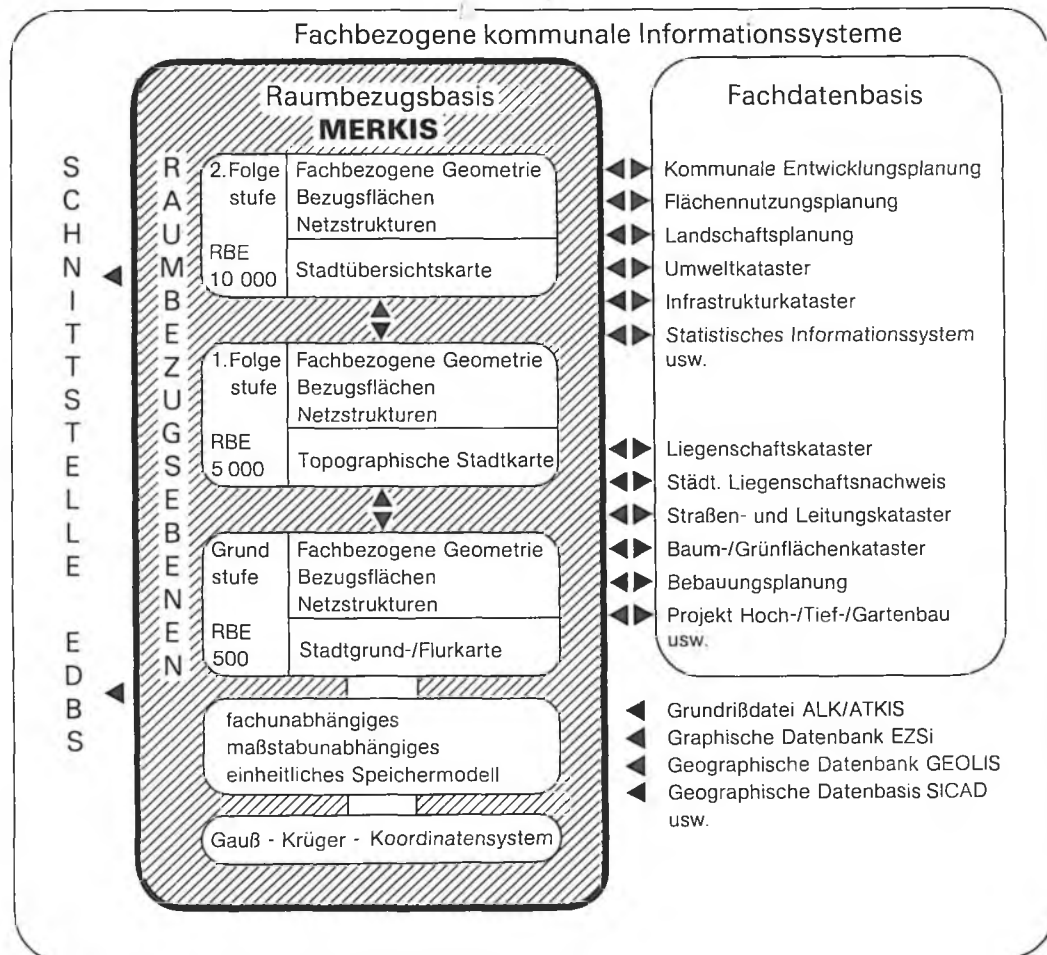 Fachbezogene kommunale Informationssysteme
Raumbezugsbasis
MERKIS
Fachdatenbasis
SCHNITTSTELLE EDBS
RAUMBEZUGSEBENEN
2.Folge
stufe
RBE
10 000
Fachbezogene Geometrie
Bezugsflächen
Netzstrukturen
Stadtübersichtskarte
1.Folge
stufe
RBE
5 000
Fachbezogene Geometrie
Bezugsflächen
Netzstrukturen
Topographische Stadtkarte
Grund
stufe
RBE
500
Fachbezogene Geometrie
Bezugsflächen
Netzstrukturen
Stadtgrund-/Flurkarte
fachunabhängiges
maßstabunabhängiges
einheitliches Speichermodell
Gauß - Krüger - Koordinatensystem
Kommunale Entwicklungsplanung
Flächennutzungsplanung
Landschaftsplanung
Umweltkataster
Infrastrukturkataster
Statistisches Informationssystem
usw.
Liegenschaftskataster
Städt. Liegenschaftsnachweis
Straßen- und Leitungskataster
Baum-/Grünflächenkataster
Bebauungsplanung
Projekt Hoch-/Tief-/Gartenbau
usw.
Grundrißdatei ALK/ATKIS
Graphische Datenbank EZSi
Geographische Datenbank GEOLIS
Geographische Datenbasis SICAD
usw.